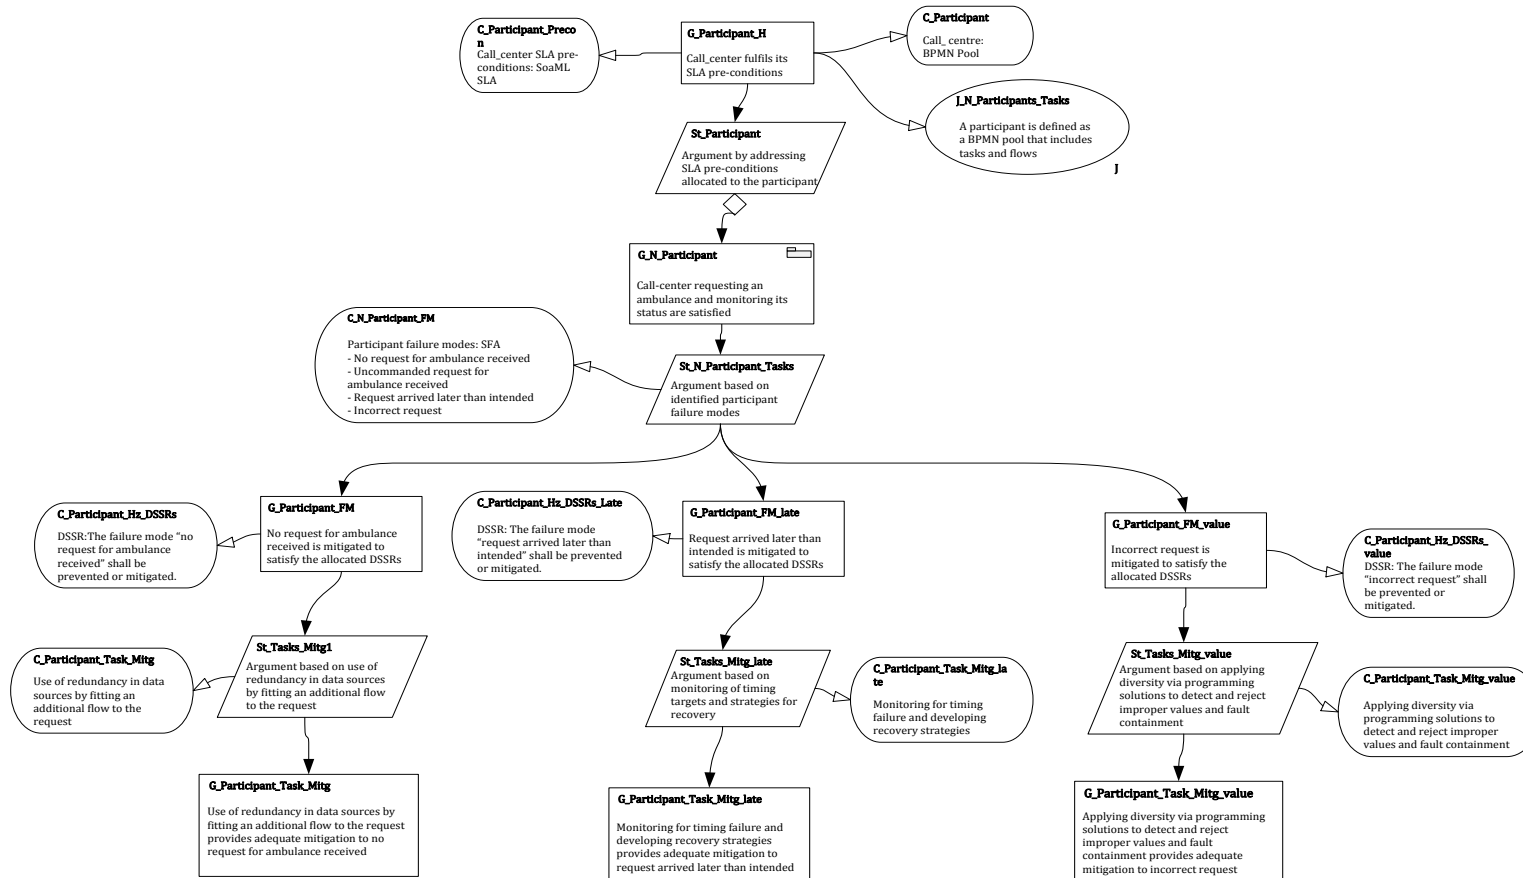 C_Participant_Preco
n
Call_center SLA pre-
conditions: SoaML
SLA
G_Participant_H
Call_center fulfils its
SLA pre-conditions
C_Participant
Call_ centre:
BPMN Pool
J_N_Participants_Tasks
A participant is defined as
a BPMN pool that includes
tasks and flows
J
St_Participant
Argument by addressing
SLA pre-conditions
allocated to the participant
G_N_Participant
Call-center requesting an
ambulance and monitoring its
status are satisfied
C_N_Participant_FM
Participant failure modes: SFA
- No request for ambulance received
- Uncommanded request for
ambulance received
- Request arrived later than intended
- Incorrect request
St_N_Participant_Tasks
Argument based on
identified participant
failure modes
C_Participant_Hz_DSSRs
DSSR:The failure mode “no
request for ambulance
received” shall be
prevented or mitigated.
G_Participant_FM
No request for ambulance
received is mitigated to
satisfy the allocated DSSRs
C_Participant_Hz_DSSRs_Late
DSSR: The failure mode
“request arrived later than
intended” shall be prevented
or mitigated.
G_Participant_FM_late
Request arrived later than
intended is mitigated to
satisfy the allocated DSSRs
G_Participant_FM_value
Incorrect request is
mitigated to satisfy the
allocated DSSRs
C_Participant_Hz_DSSRs_
value
DSSR: The failure mode
“incorrect request” shall
be prevented or
mitigated.
C_Participant_Task_Mitg
Use of redundancy in data
sources by fitting an
additional flow to the
request
St_Tasks_Mitg1
Argument based on use of
redundancy in data sources
by fitting an additional flow
to the request
St_Tasks_Mitg_late
Argument based on
monitoring of timing
targets and strategies for
recovery
C_Participant_Task_Mitg_la
te
Monitoring for timing
failure and developing
recovery strategies
St_Tasks_Mitg_value
Argument based on applying
diversity via programming
solutions to detect and reject
improper values and fault
containment
C_Participant_Task_Mitg_value
Applying diversity via
programming solutions to
detect and reject improper
values and fault containment
G_Participant_Task_Mitg
Use of redundancy in data sources by
fitting an additional flow to the request
provides adequate mitigation to no
request for ambulance received
G_Participant_Task_Mitg_late
Monitoring for timing failure and
developing recovery strategies
provides adequate mitigation to
request arrived later than intended
G_Participant_Task_Mitg_value
Applying diversity via programming
solutions to detect and reject
improper values and fault
containment provides adequate
mitigation to incorrect request